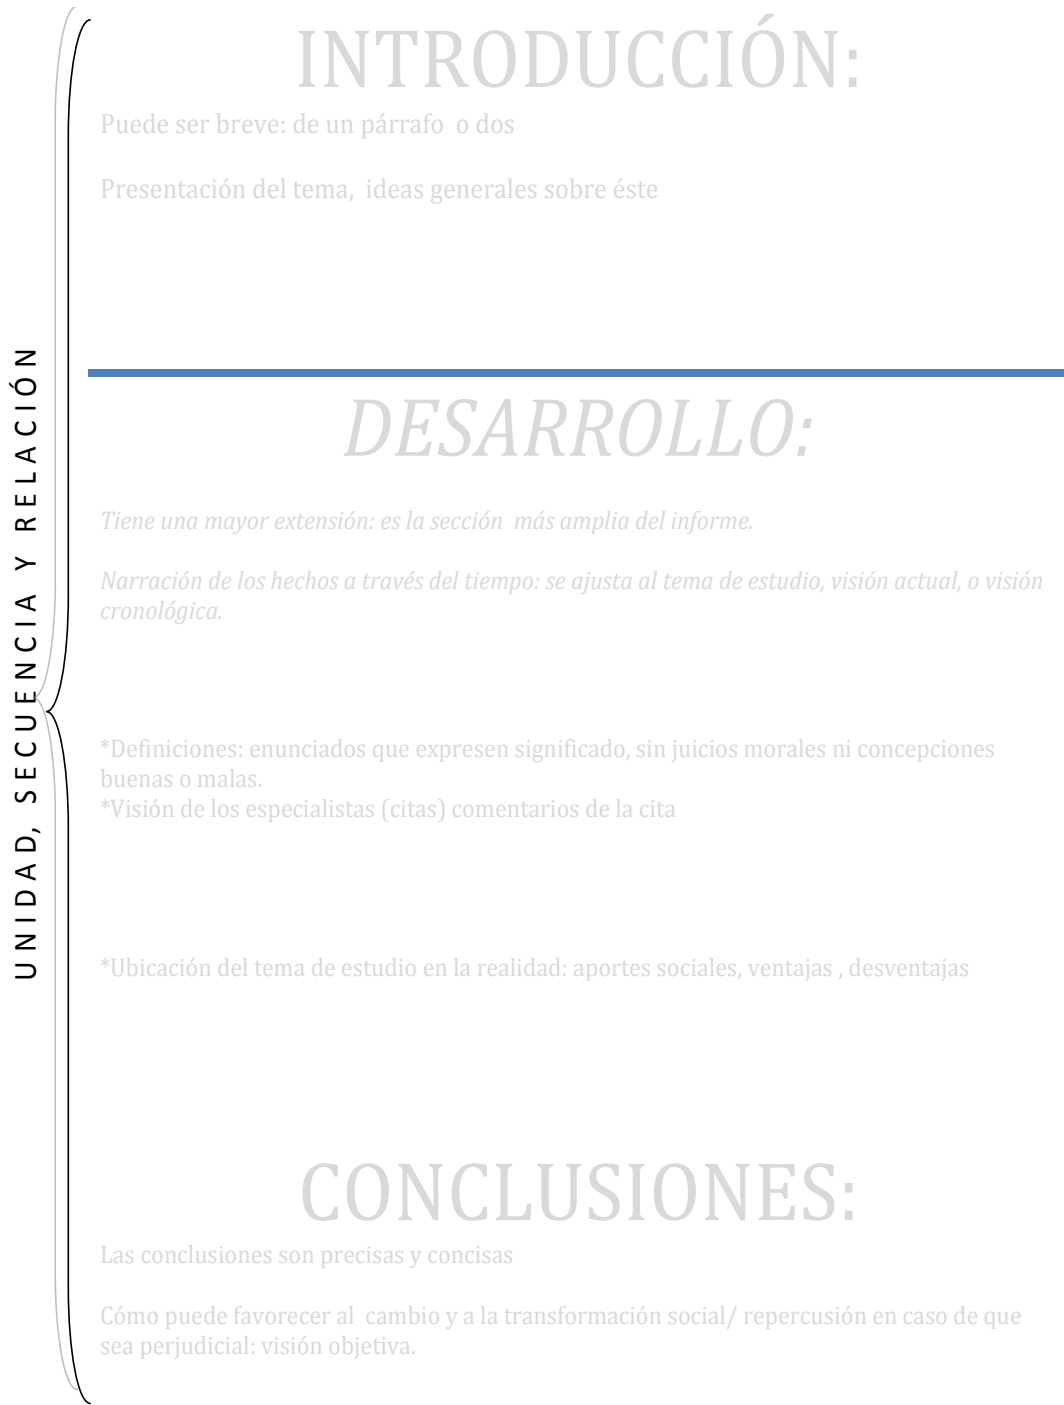 UNIDAD, SECUENCIA Y RELACIÓN
INTRODUCCIÓN:
Puede ser breve: de un párrafo o dos
Presentación del tema, ideas generales sobre éste
DESARROLLO:
Tiene una mayor extensión: es la sección más amplia del informe.
Narración de los hechos a través del tiempo: se ajusta al tema de estudio, visión actual, o visión
cronológica.
*Definiciones: enunciados que expresen significado, sin juicios morales ni concepciones
buenas o malas.
*Visión de los especialistas (citas) comentarios de la cita
*Ubicación del tema de estudio en la realidad: aportes sociales, ventajas , desventajas
CONCLUSIONES:
Las conclusiones son precisas y concisas
Cómo puede favorecer al cambio y a la transformación social/ repercusión en caso de que
sea perjudicial: visión objetiva.